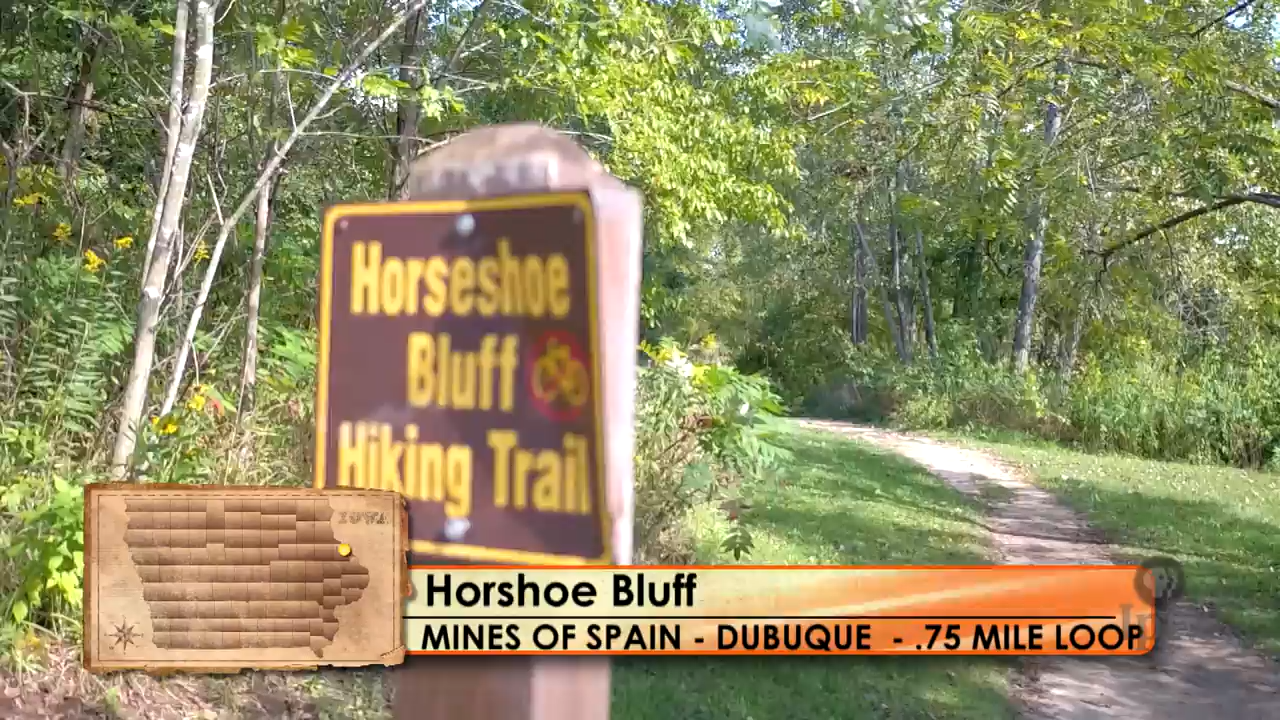 Horseshoe
Bluff
Hiking Trail
IOWA
Horshoe Bluff
MINES OF SPAIN - DUBUQUE - .75 MILE LOOP